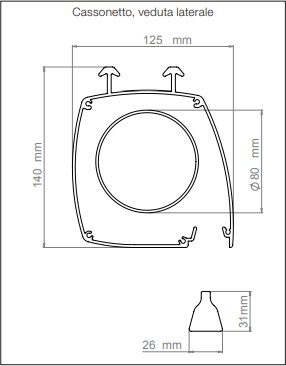 Cassonetto, veduta laterale
125 mm
140 mm
Ø 80 mm
31mm
26 mm